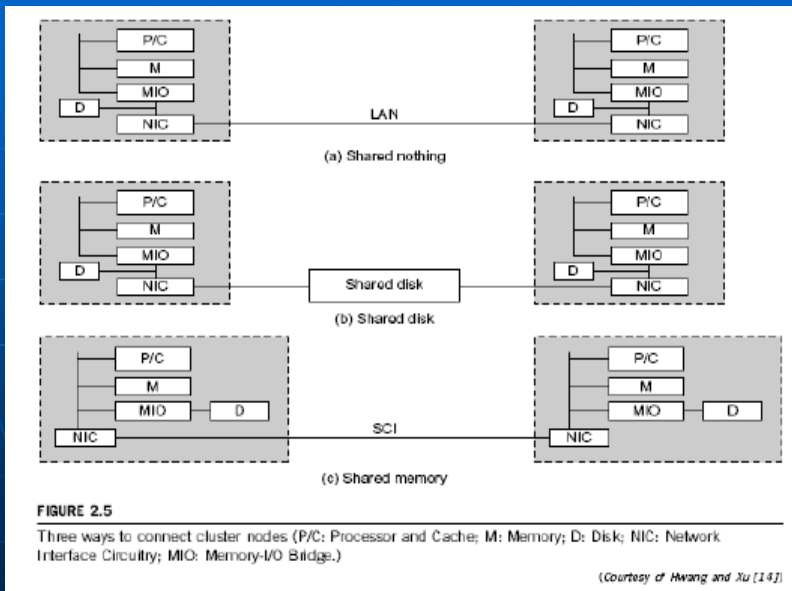 P/C P/C
M M
MIO MIO
D D
LAN
NIC NIC
(a) Shared nothing
P/C P/C
M M
MIO MIO
D D
NIC Shared disk NIC
(b) Shared disk
P/C P/C
M M
MIO D MIO D
SCI
NIC NIC
(c) Shared memory
FIGURE 2.5
Three ways to connect cluster nodes (P/C: Processor and Cache; M: Memory; D: Disk; NIC: Network
Interface Circuitry; MIO: Memory-I/O Bridge.)
(Courtesy of Hwang and Xu [14])